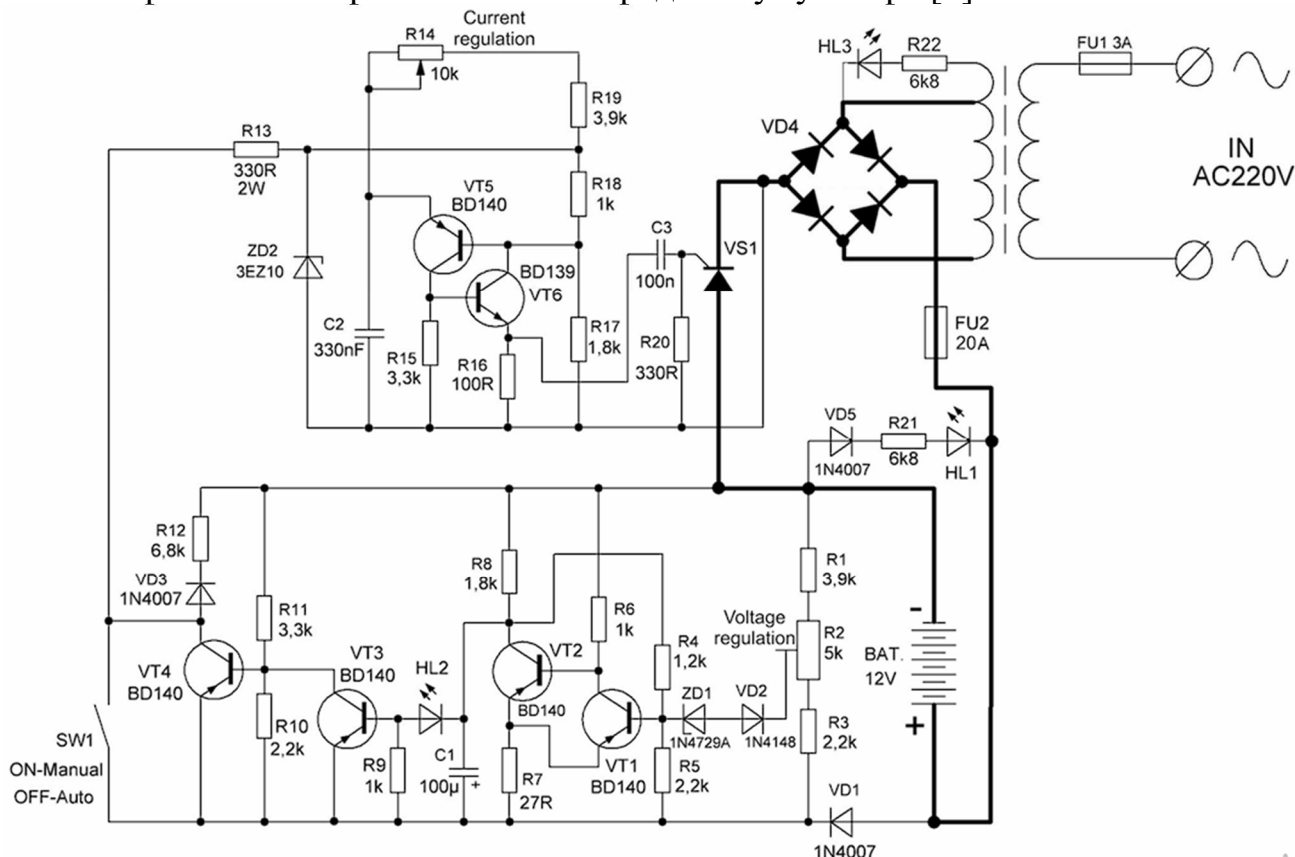 Current
regulation
R14
10k
HL3
R22
6k8
FU1 3A
R19
3,9k
VD4
R13
330R
2W
IN
AC220V
R18
1k
VT5
BD140
C3
100n
VS1
ZD2
3EZ10
BD139
VT6
C2
330nF
R17
1,8k
R20
330R
FU2
20A
R15
3,3k
R16
100R
VD5
1N4007
R21
6k8
HL1
R12
6,8k
VD3
1N4007
R8
1,8k
R1
3,9k
R11
3,3k
R6
1k
Voltage
regulation
R2
5k
-
BAT.
12V
+
R4
1,2k
VT4
BD140
VT3
BD140
HL2
VT2
BD140
ZD1
1N4729A
VD2
1N4148
R10
2,2k
R3
2,2k
SW1
ON-Manual
OFF-Auto
R9
1k
C1
100µ
+
R7
27R
VT1
BD140
R5
2,2k
VD1
1N4007